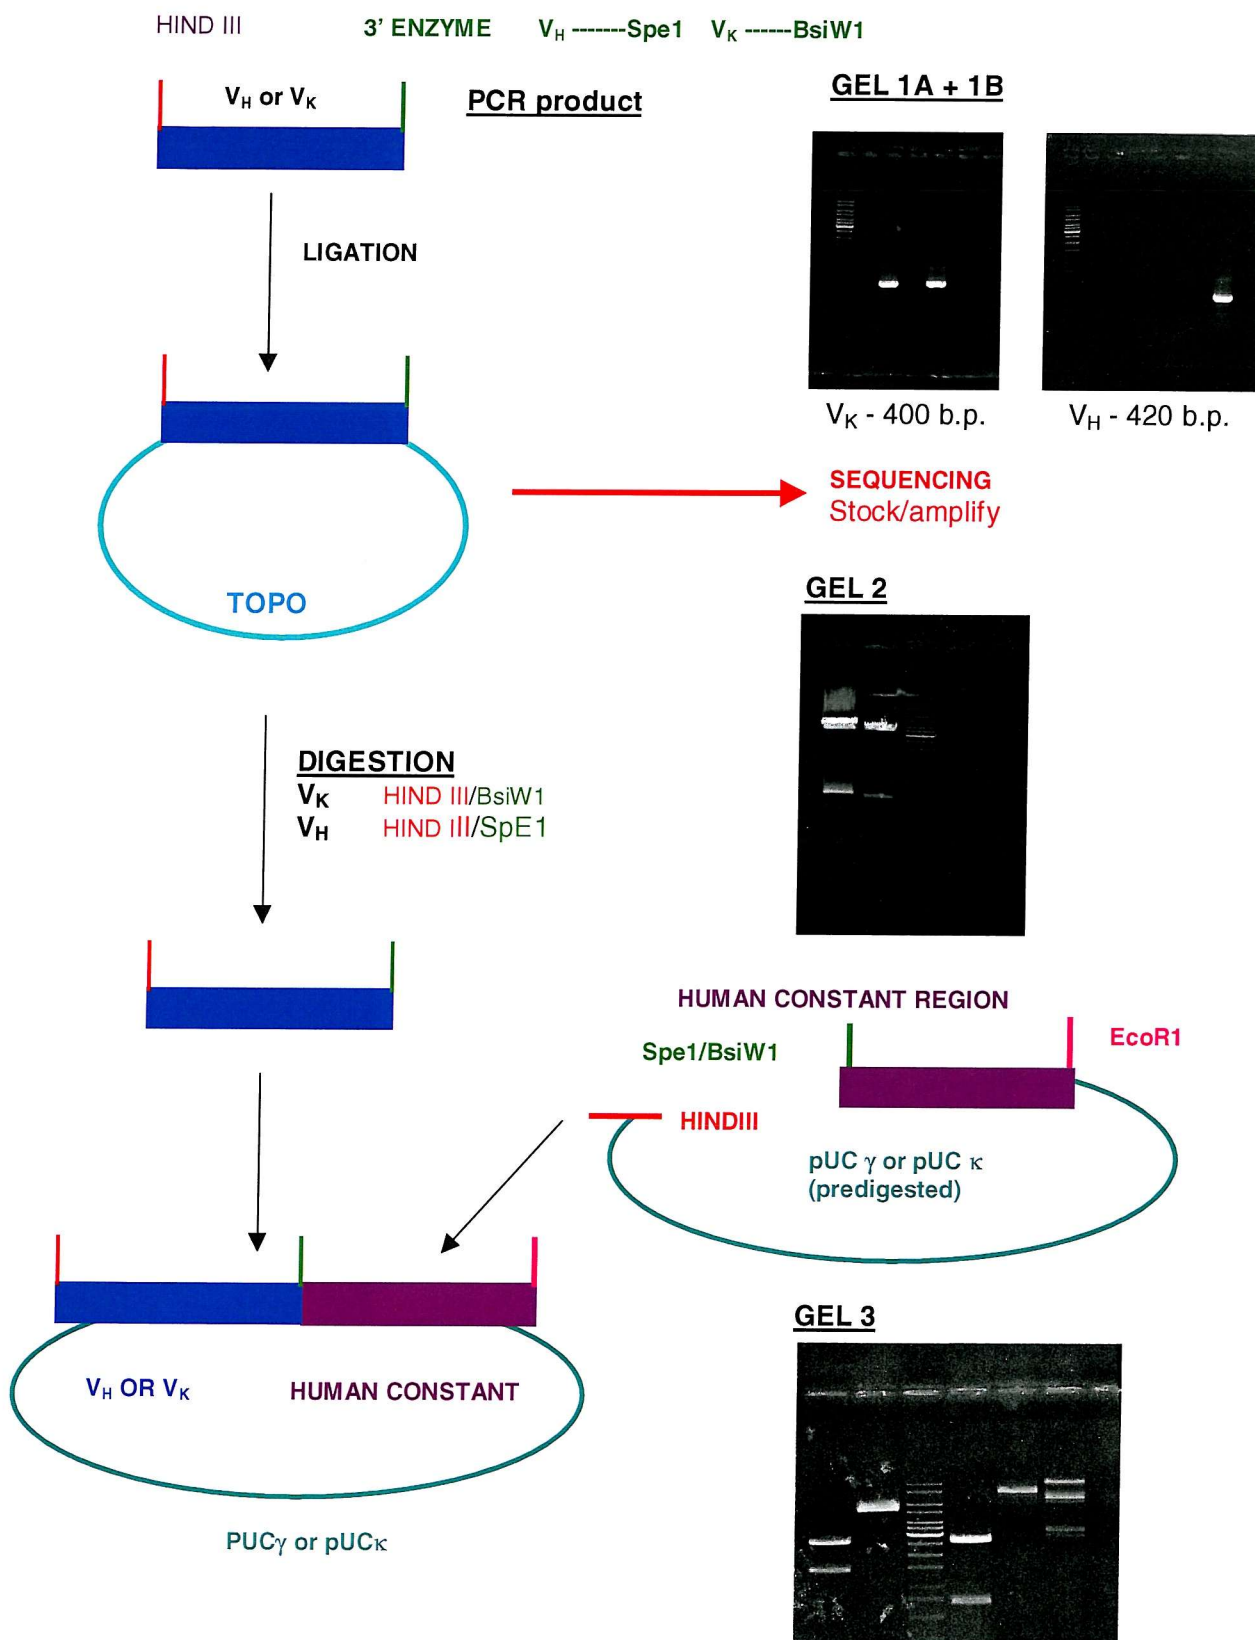 HIND III 3' ENZYME VH -------Spe1 VK ------BsiW1
VH or VK
PCR product
GEL 1A + 1B
LIGATION
VK - 400 b.p. VH - 420 b.p.
SEQUENCING
Stock/amplify
TOPO
GEL 2
DIGESTION
VK HIND III/BsiW1
VH HIND III/SpE1
HUMAN CONSTANT REGION
Spe1/BsiW1
EcoR1
HINDIII
pUC γ or pUC κ
(predigested)
GEL 3
VH OR VK HUMAN CONSTANT
PUCγ or pUCκ